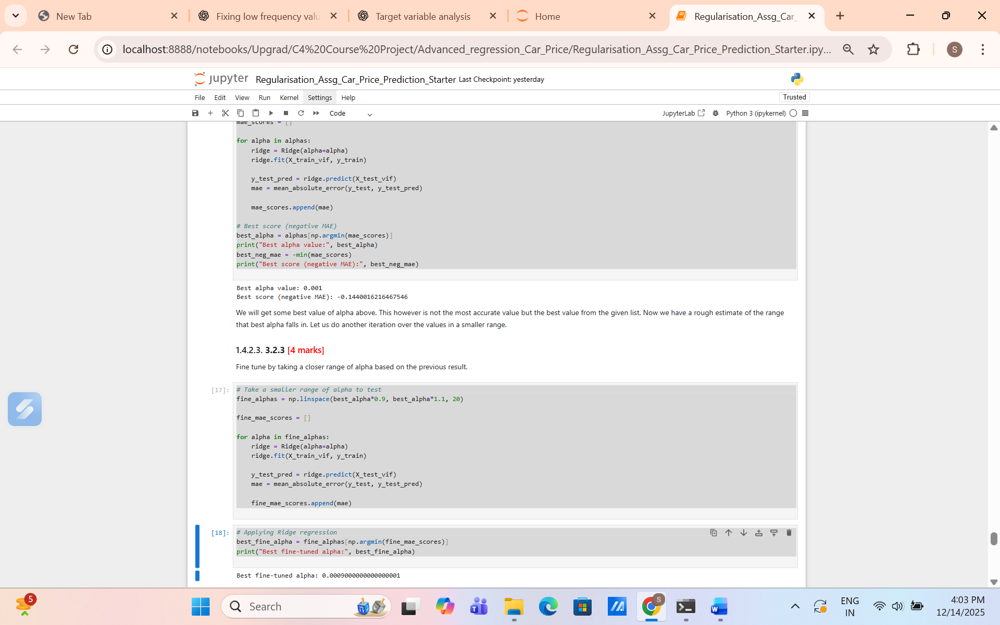 New Tab
Fixing low frequency valu
Target variable analysis
Home
Regularisation_Assg_Car_
localhost:8888/notebooks/Upgrad/C4%20Course%20Project/Advanced_regression_Car_Price/Regularisation_Assg_Car_Price_Prediction_Starter.ipy...
S
jupyter Regularisation_Assg_Car_Price_Prediction_Starter Last Checkpoint: yesterday
File Edit View Run Kernel Settings Help
Trusted
Code
JupyterLab
Python 3 (ipykernel)
mae_scores = []
for alpha in alphas:
    ridge = Ridge(alpha=alpha)
    ridge.fit(X_train_vif, y_train)
    y_test_pred = ridge.predict(X_test_vif)
    mae = mean_absolute_error(y_test, y_test_pred)
    mae_scores.append(mae)
# Best score (negative MAE)
best_alpha = alphas[np.argmin(mae_scores)]
print("Best alpha value:", best_alpha)
best_neg_mae = -min(mae_scores)
print("Best score (negative MAE):", best_neg_mae)
Best alpha value: 0.001
Best score (negative MAE): -0.1440016216467546
We will get some best value of alpha above. This however is not the most accurate value but the best value from the given list. Now we have a rough estimate of the range
that best alpha falls in. Let us do another iteration over the values in a smaller range.
1.4.2.3. 3.2.3 [4 marks]
Fine tune by taking a closer range of alpha based on the previous result.
[17]:
# Take a smaller range of alpha to test
fine_alphas = np.linspace(best_alpha*0.9, best_alpha*1.1, 20)
fine_mae_scores = []
for alpha in fine_alphas:
    ridge = Ridge(alpha=alpha)
    ridge.fit(X_train_vif, y_train)
    y_test_pred = ridge.predict(X_test_vif)
    mae = mean_absolute_error(y_test, y_test_pred)
    fine_mae_scores.append(mae)
[18]:
# Applying Ridge regression
best_fine_alpha = fine_alphas[np.argmin(fine_mae_scores)]
print("Best fine-tuned alpha:", best_fine_alpha)
Best fine-tuned alpha: 0.0009000000000000001
5
Search
S
ENG
IN
4:03 PM
12/14/2025